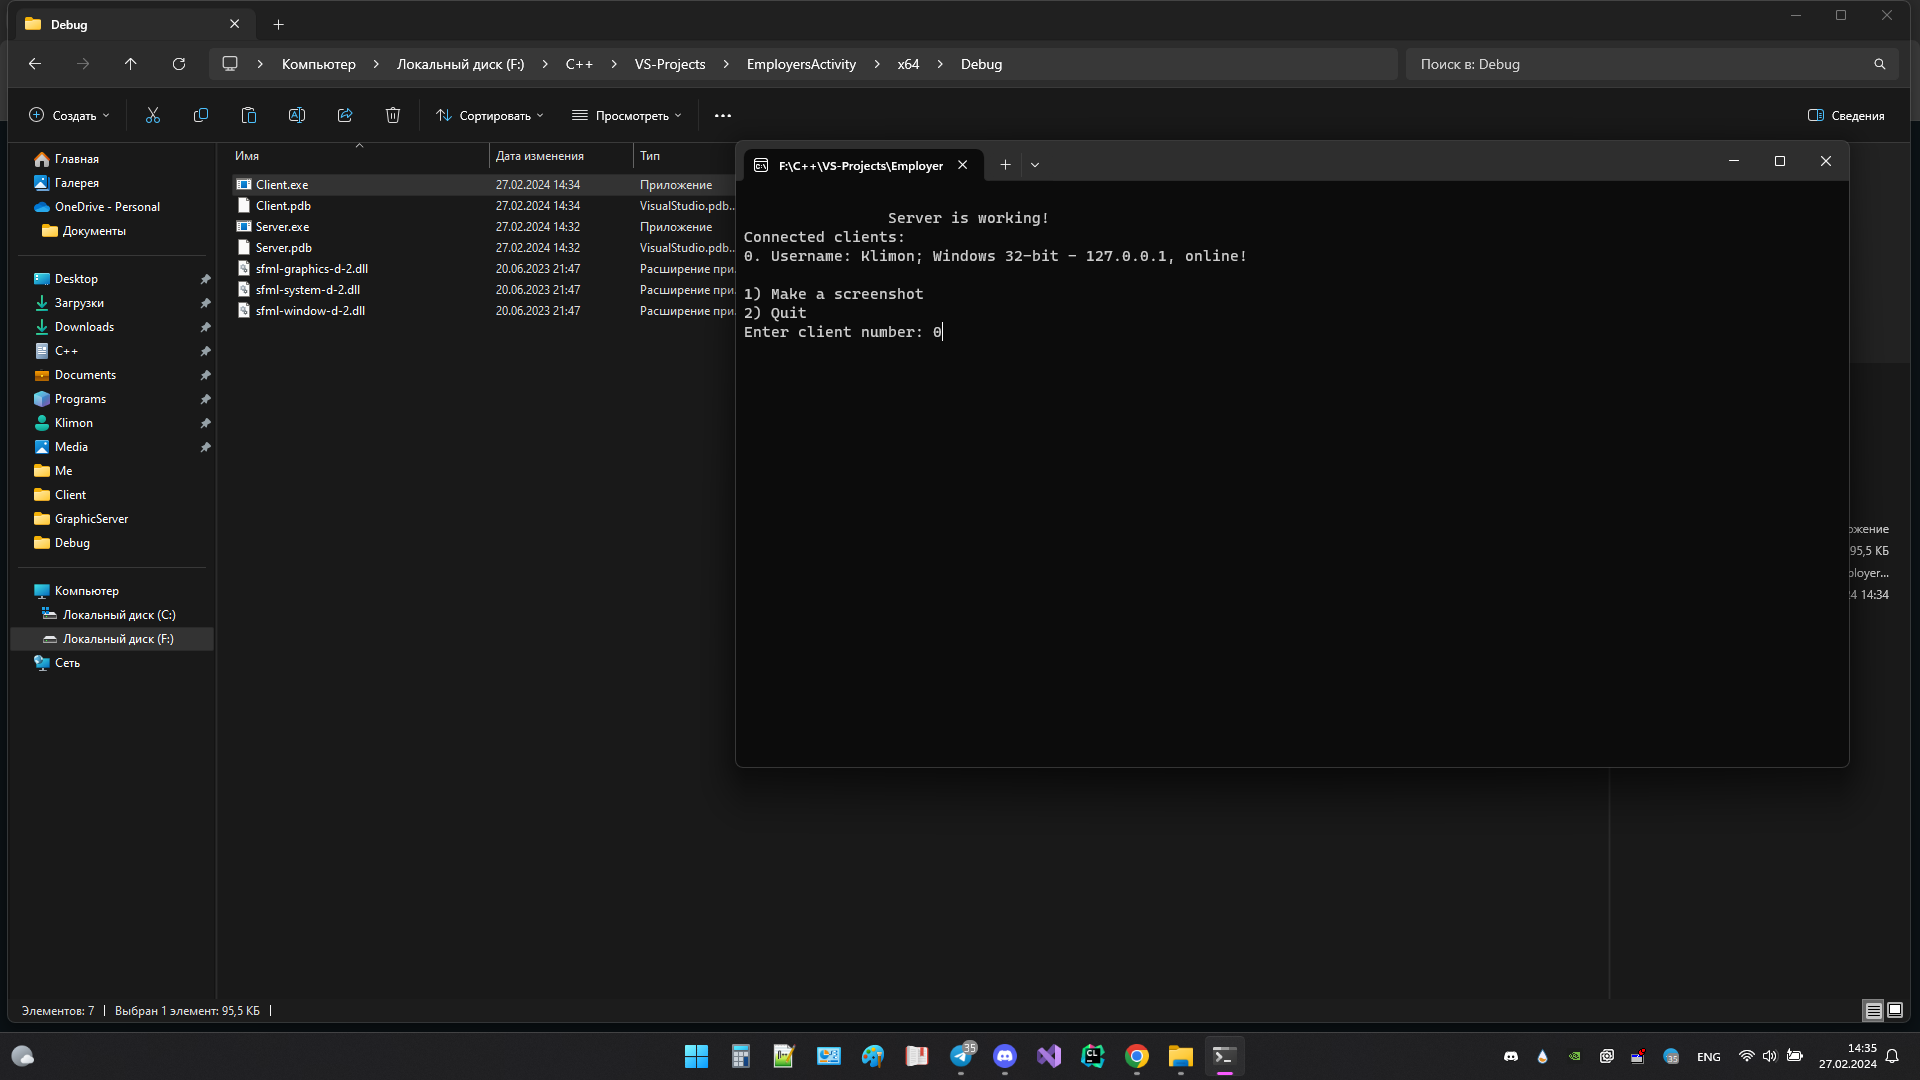 Debug
Компьютер > Локальный диск (F:) > C++ > VS-Projects > EmployersActivity > x64 > Debug
Поиск в: Debug
Создать
Сортировать
Просмотреть
Сведения
Главная
Галерея
OneDrive - Personal
Документы
Desktop
Загрузки
Downloads
C++
Documents
Programs
Klimon
Media
Me
Client
GraphicServer
Debug
Компьютер
Локальный диск (C:)
Локальный диск (F:)
Сеть
Имя Дата изменения Тип
Client.exe 27.02.2024 14:34 Приложение
Client.pdb 27.02.2024 14:34 VisualStudio.pdb...
Server.exe 27.02.2024 14:32 Приложение
Server.pdb 27.02.2024 14:32 VisualStudio.pdb...
sfml-graphics-d-2.dll 20.06.2023 21:47 Расширение при
sfml-system-d-2.dll 20.06.2023 21:47 Расширение при
sfml-window-d-2.dll 20.06.2023 21:47 Расширение при
F:\C++\VS-Projects\Employer
Server is working!
Connected clients:
0. Username: Klimon; Windows 32-bit - 127.0.0.1, online!
1) Make a screenshot
2) Quit
Enter client number: 0
ожение
95,5 КБ
ployer...
4 14:34
Элементов: 7 | Выбран 1 элемент: 95,5 КБ |
35
CL
35
ENG
14:35
27.02.2024